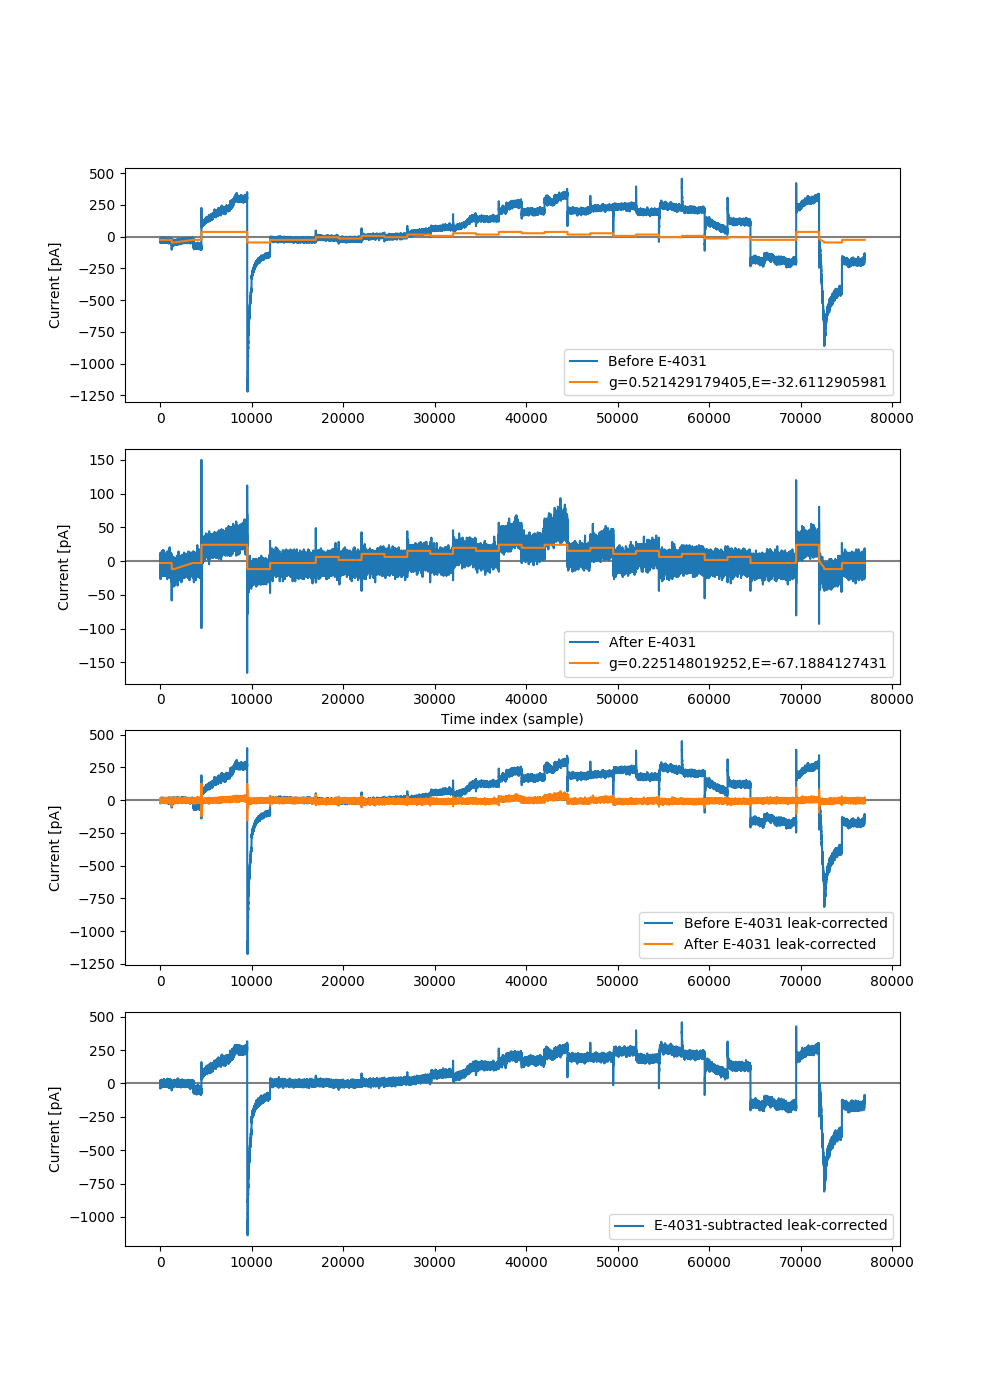 500
250
0
−250
−500
−750
−1000
−1250
Current [pA]
Before E-4031
g=0.521429179405,E=-32.6112905981
0 10000 20000 30000 40000 50000 60000 70000 80000
150
100
50
0
−50
−100
−150
Current [pA]
After E-4031
g=0.225148019252,E=-67.1884127431
0 10000 20000 30000 40000 50000 60000 70000 80000
Time index (sample)
500
250
0
−250
−500
−750
−1000
−1250
Current [pA]
Before E-4031 leak-corrected
After E-4031 leak-corrected
0 10000 20000 30000 40000 50000 60000 70000 80000
500
250
0
−250
−500
−750
−1000
Current [pA]
E-4031-subtracted leak-corrected
0 10000 20000 30000 40000 50000 60000 70000 80000